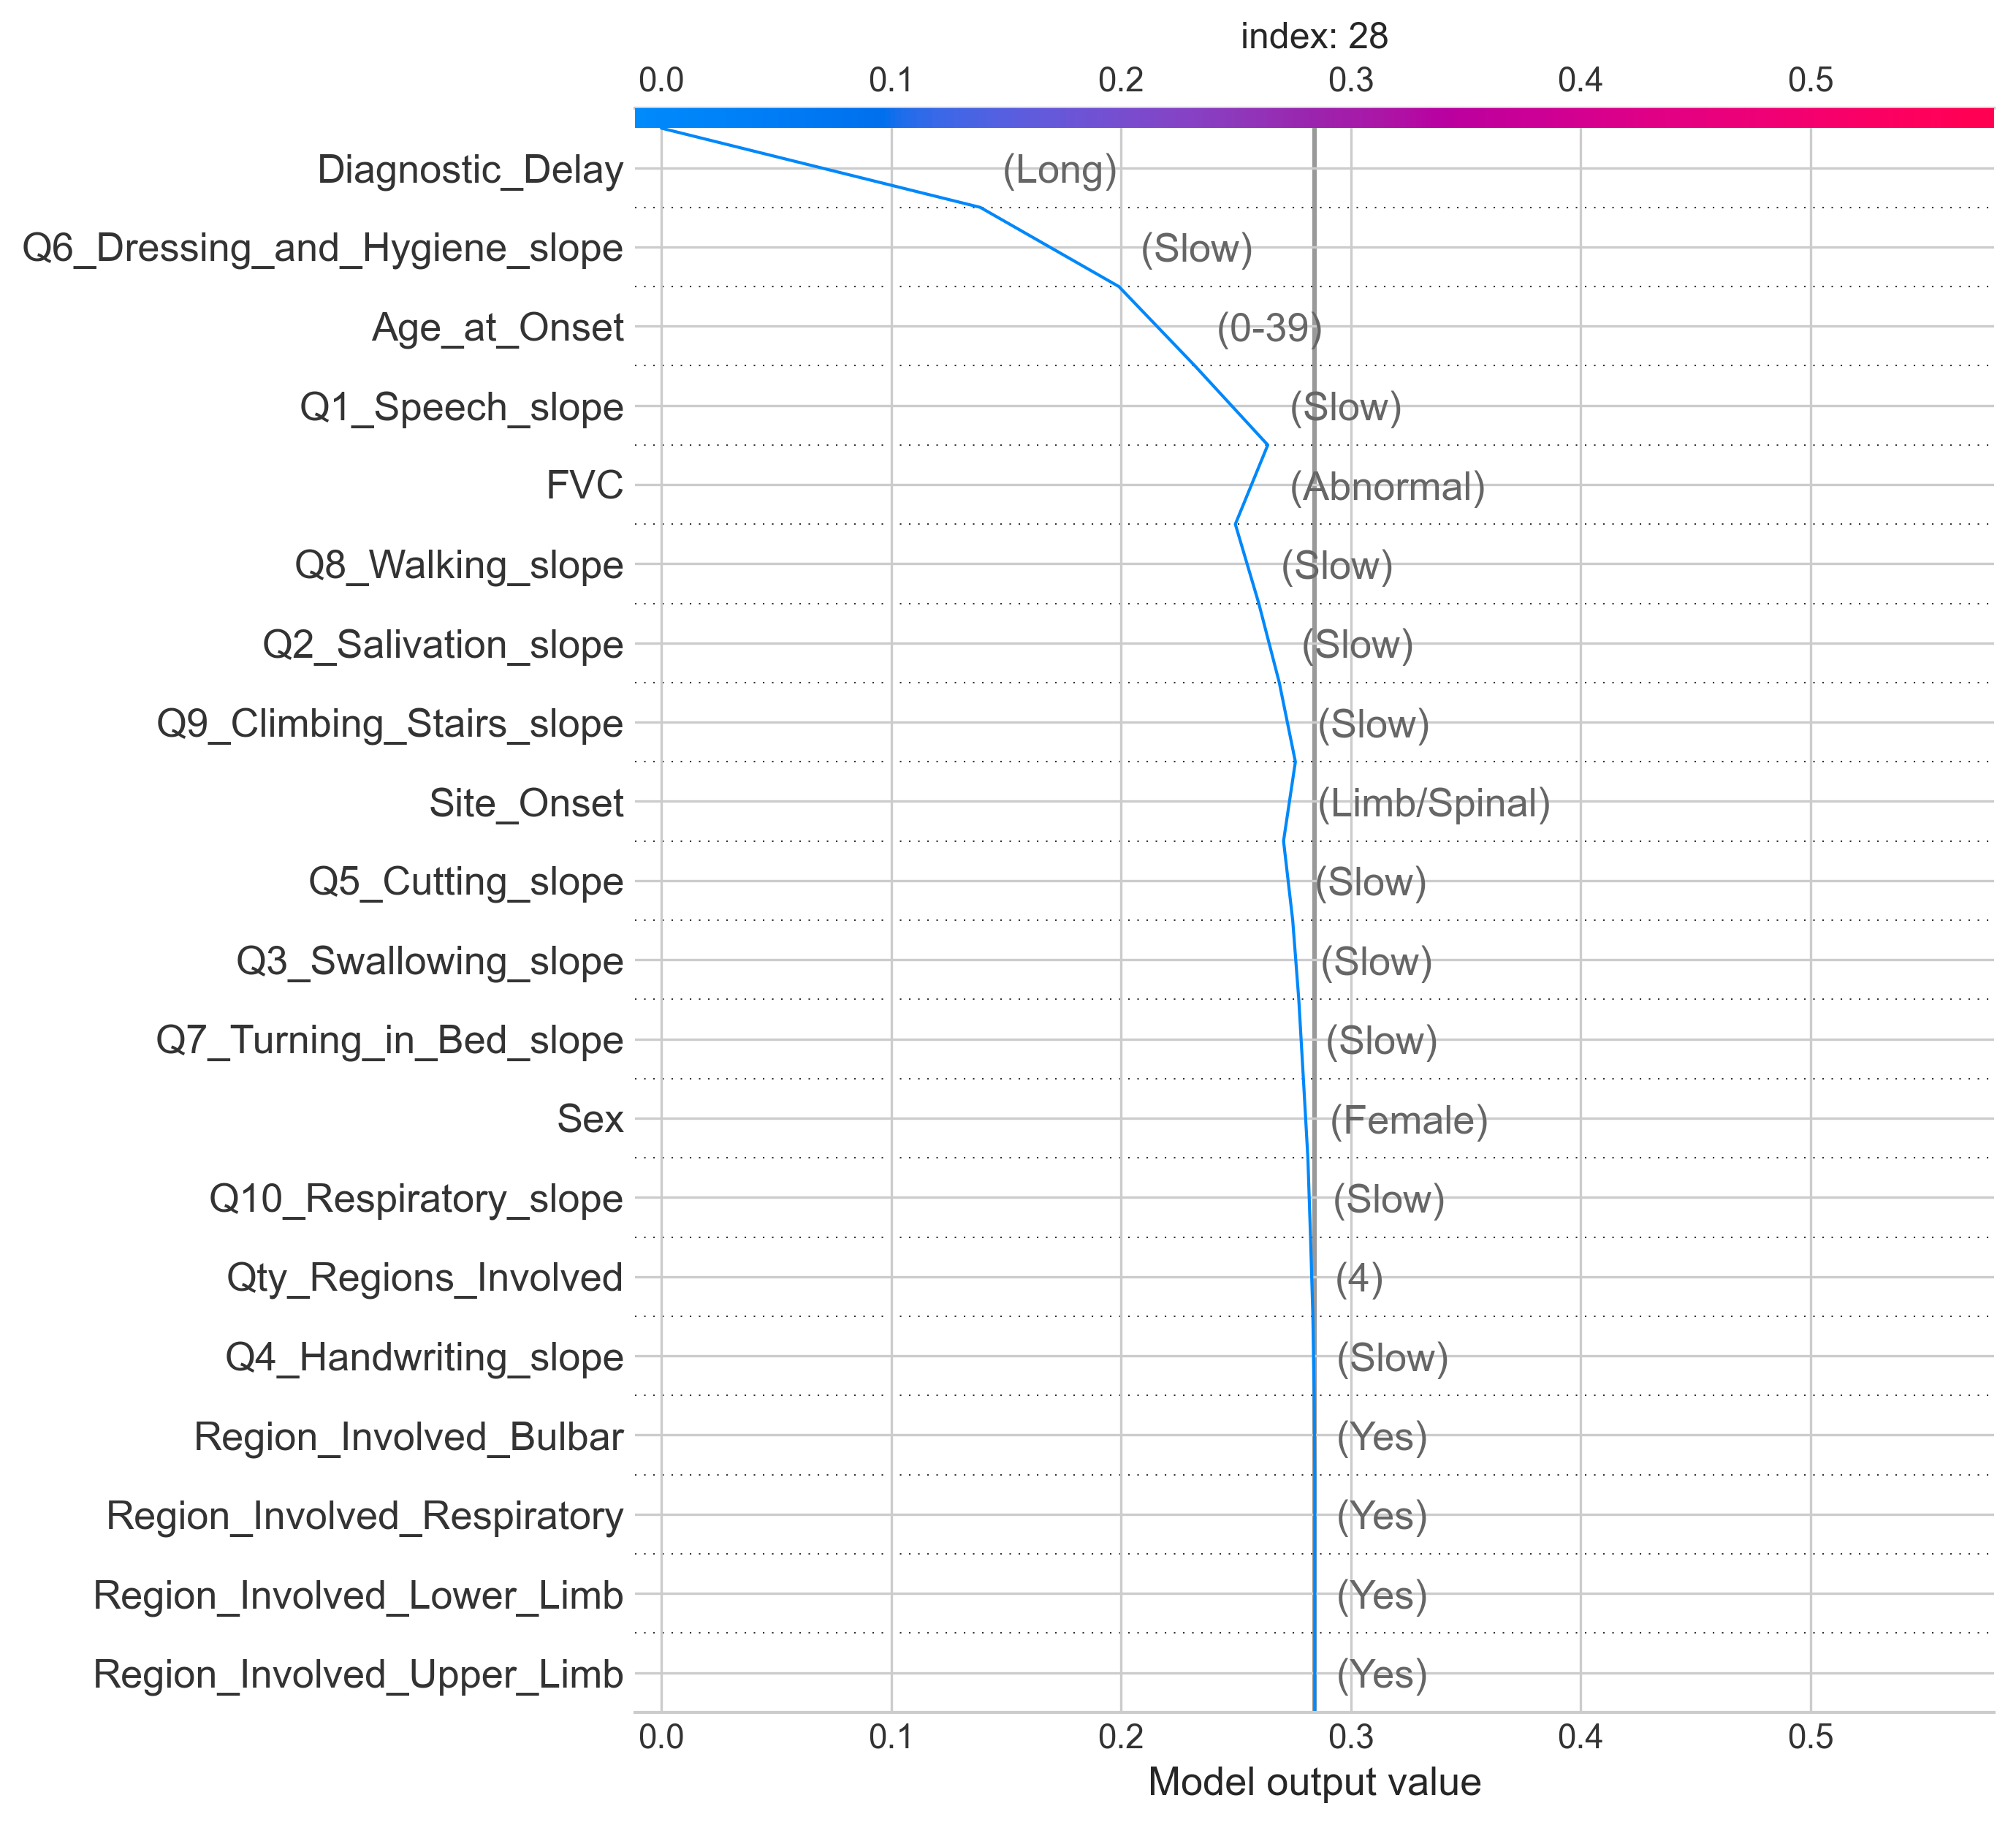 index: 28
0.0 0.1 0.2 0.3 0.4 0.5
Diagnostic_Delay (Long)
Q6_Dressing_and_Hygiene_slope (Slow)
Age_at_Onset (0-39)
Q1_Speech_slope (Slow)
FVC (Abnormal)
Q8_Walking_slope (Slow)
Q2_Salivation_slope (Slow)
Q9_Climbing_Stairs_slope (Slow)
Site_Onset (Limb/Spinal)
Q5_Cutting_slope (Slow)
Q3_Swallowing_slope (Slow)
Q7_Turning_in_Bed_slope (Slow)
Sex (Female)
Q10_Respiratory_slope (Slow)
Qty_Regions_Involved (4)
Q4_Handwriting_slope (Slow)
Region_Involved_Bulbar (Yes)
Region_Involved_Respiratory (Yes)
Region_Involved_Lower_Limb (Yes)
Region_Involved_Upper_Limb (Yes)
0.0 0.1 0.2 0.3 0.4 0.5
Model output value